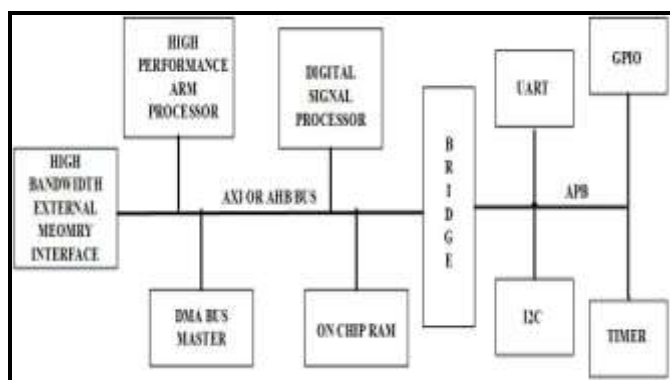 HIGH
PERFORMANCE
ARM
PROCESSOR
DIGITAL
SIGNAL
PROCESSOR
UART
GPIO
HIGH
BANDWIDTH
EXTERNAL
MEOMRY
INTERFACE
AXI OR AHB BUS
B
R
I
D
G
E
APB
DMA BUS
MASTER
ON CHIP RAM
I2C
TIMER